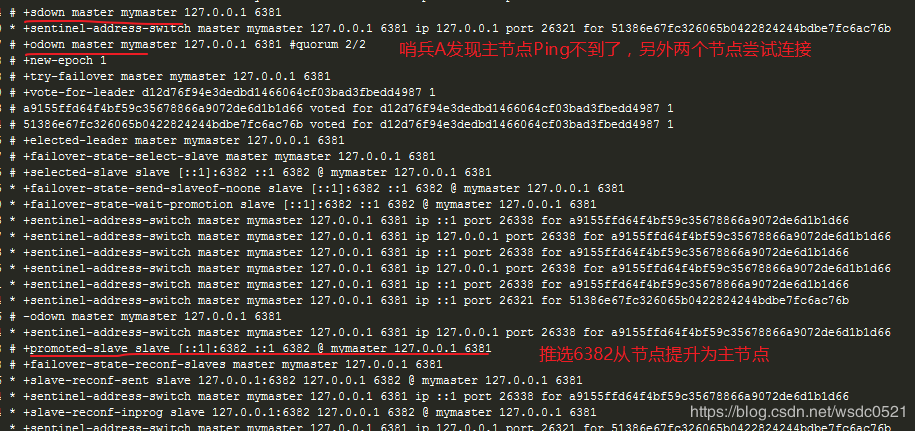 # +sdown master mymaster 127.0.0.1 6381
* +sentinel-address-switch master mymaster 127.0.0.1 6381 ip 127.0.0.1 port 26321 for 51386e67fc326065b0422824244bdbe7fc6ac76b
# +odown master mymaster 127.0.0.1 6381 #quorum 2/2
哨兵A发现主节点Ping不到了，另外两个节点尝试连接
# +new-epoch 1
# +try-failover master mymaster 127.0.0.1 6381
# +vote-for-leader d12d76f94e3dedbd1466064cf03bad3fbedd4987 1
# a9155ffd64f4bf59c35678866a9072de6d1b1d66 voted for d12d76f94e3dedbd1466064cf03bad3fbedd4987 1
# 51386e67fc326065b0422824244bdbe7fc6ac76b voted for d12d76f94e3dedbd1466064cf03bad3fbedd4987 1
# +elected-leader master mymaster 127.0.0.1 6381
# +failover-state-select-slave master mymaster 127.0.0.1 6381
# +selected-slave slave [::1]:6382 ::1 6382 @ mymaster 127.0.0.1 6381
* +failover-state-send-slaveof-noone slave [::1]:6382 ::1 6382 @ mymaster 127.0.0.1 6381
* +failover-state-wait-promotion slave [::1]:6382 ::1 6382 @ mymaster 127.0.0.1 6381
* +sentinel-address-switch master mymaster 127.0.0.1 6381 ip ::1 port 26338 for a9155ffd64f4bf59c35678866a9072de6d1b1d66
* +sentinel-address-switch master mymaster 127.0.0.1 6381 ip 127.0.0.1 port 26338 for a9155ffd64f4bf59c35678866a9072de6d1b1d66
* +sentinel-address-switch master mymaster 127.0.0.1 6381 ip ::1 port 26338 for a9155ffd64f4bf59c35678866a9072de6d1b1d66
* +sentinel-address-switch master mymaster 127.0.0.1 6381 ip 127.0.0.1 port 26338 for a9155ffd64f4bf59c35678866a9072de6d1b1d66
* +sentinel-address-switch master mymaster 127.0.0.1 6381 ip ::1 port 26338 for a9155ffd64f4bf59c35678866a9072de6d1b1d66
* +sentinel-address-switch master mymaster 127.0.0.1 6381 ip ::1 port 26321 for 51386e67fc326065b0422824244bdbe7fc6ac76b
# -odown master mymaster 127.0.0.1 6381
* +sentinel-address-switch master mymaster 127.0.0.1 6381 ip 127.0.0.1 port 26338 for a9155ffd64f4bf59c35678866a9072de6d1b1d66
# +promoted-slave slave [::1]:6382 ::1 6382 @ mymaster 127.0.0.1 6381
推选6382从节点提升为主节点
# +failover-state-reconf-slaves master mymaster 127.0.0.1 6381
* +slave-reconf-sent slave 127.0.0.1:6382 127.0.0.1 6382 @ mymaster 127.0.0.1 6381
* +sentinel-address-switch master mymaster 127.0.0.1 6381 ip ::1 port 26338 for a9155ffd64f4bf59c35678866a9072de6d1b1d66
* +slave-reconf-inprog slave 127.0.0.1:6382 127.0.0.1 6382 @ mymaster 127.0.0.1 6381
https://blog.csdn.net/wsdc0521
* +sentinel-address-switch master mymaster 127.0.0.1 6381 ip 127.0.0.1 port 26321 for 51386e67fc326065b0422824244bdbe7fc6ac76b